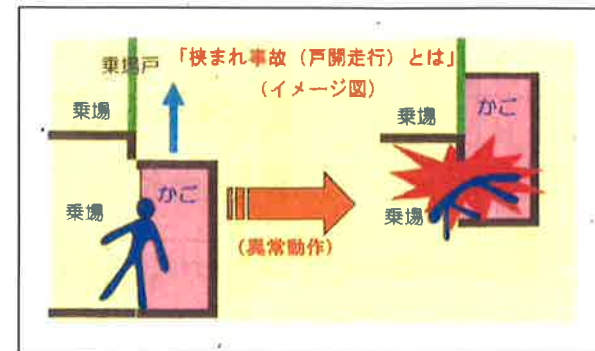 「挟まれ事故（戸開走行）とは」
（イメージ図）
乗場戸
乗場
かご
乗場
（異常動作）
乗場
かご
乗場